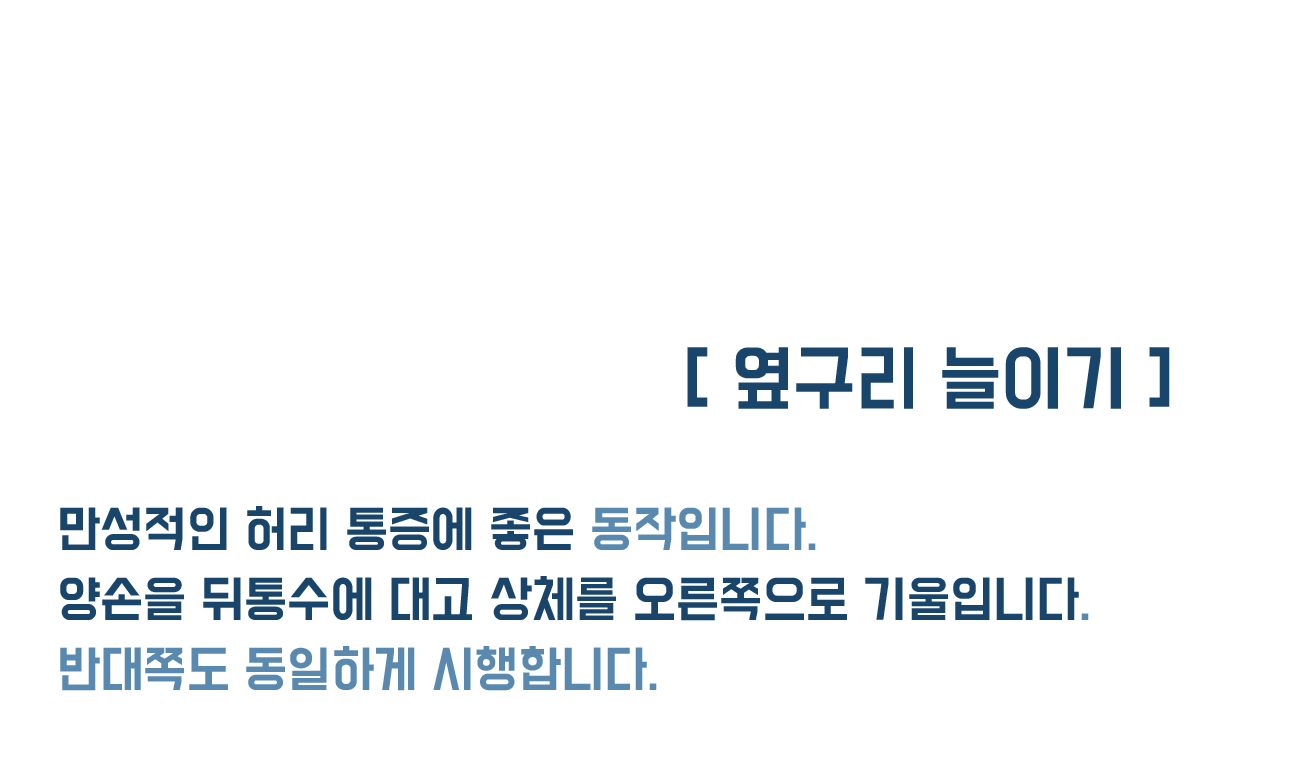 [ 옆구리 늘이기 ]
만성적인 허리 통증에 좋은 동작입니다.
양손을 뒤통수에 대고 상체를 오른쪽으로 기울입니다.
반대쪽도 동일하게 시행합니다.